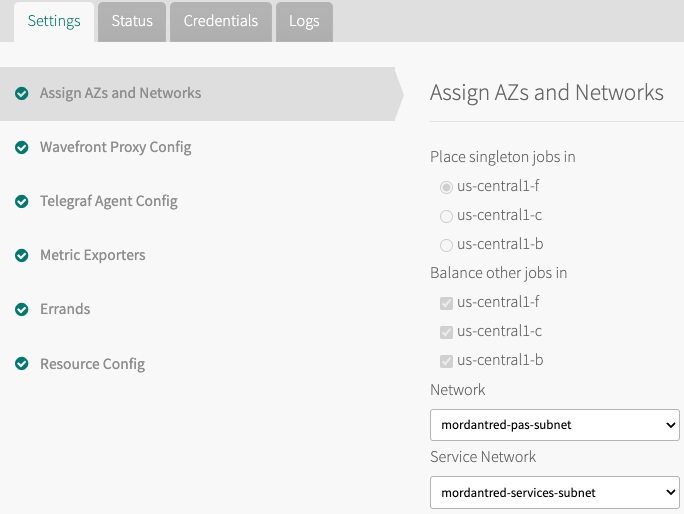 Settings
Status
Credentials
Logs
Assign AZs and Networks
Wavefront Proxy Config
Telegraf Agent Config
Metric Exporters
Errands
Resource Config
Assign AZs and Networks
Place singleton jobs in
us-central1-f
us-central1-c
us-central1-b
Balance other jobs in
us-central1-f
us-central1-c
us-central1-b
Network
mordantred-pas-subnet
Service Network
mordantred-services-subnet